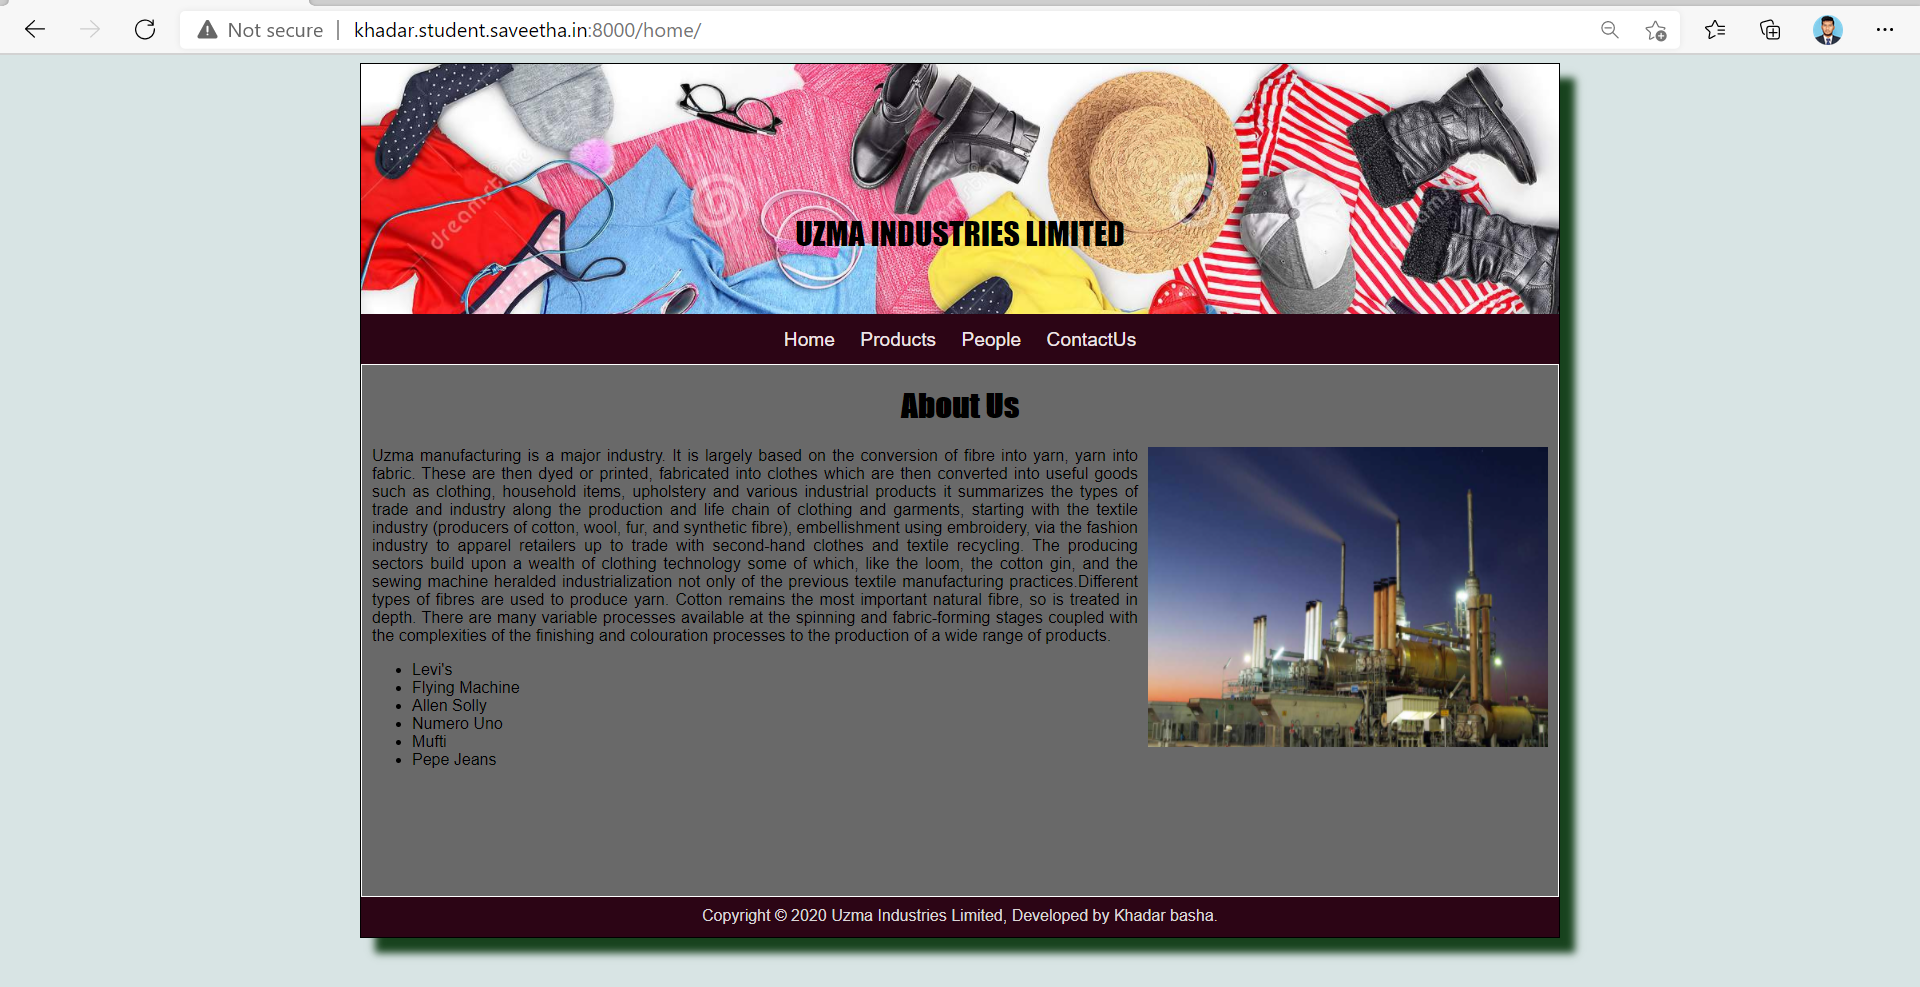 Not secure | khadar.student.saveetha.in:8000/home/
dreamstime
UZMA INDUSTRIES LIMITED
Home Products People ContactUs
About Us
Uzma manufacturing is a major industry. It is largely based on the conversion of fibre into yarn, yarn into
fabric. These are then dyed or printed, fabricated into clothes which are then converted into useful goods
such as clothing, household items, upholstery and various industrial products it summarizes the types of
trade and industry along the production and life chain of clothing and garments, starting with the textile
industry (producers of cotton, wool, fur, and synthetic fibre), embellishment using embroidery, via the fashion
industry to apparel retailers up to trade with second-hand clothes and textile recycling. The producing
sectors build upon a wealth of clothing technology some of which, like the loom, the cotton gin, and the
sewing machine heralded industrialization not only of the previous textile manufacturing practices.Different
types of fibres are used to produce yarn. Cotton remains the most important natural fibre, so is treated in
depth. There are many variable processes available at the spinning and fabric-forming stages coupled with
the complexities of the finishing and colouration processes to the production of a wide range of products.
Levi's
Flying Machine
Allen Solly
Numero Uno
Mufti
Pepe Jeans
Copyright © 2020 Uzma Industries Limited, Developed by Khadar basha.